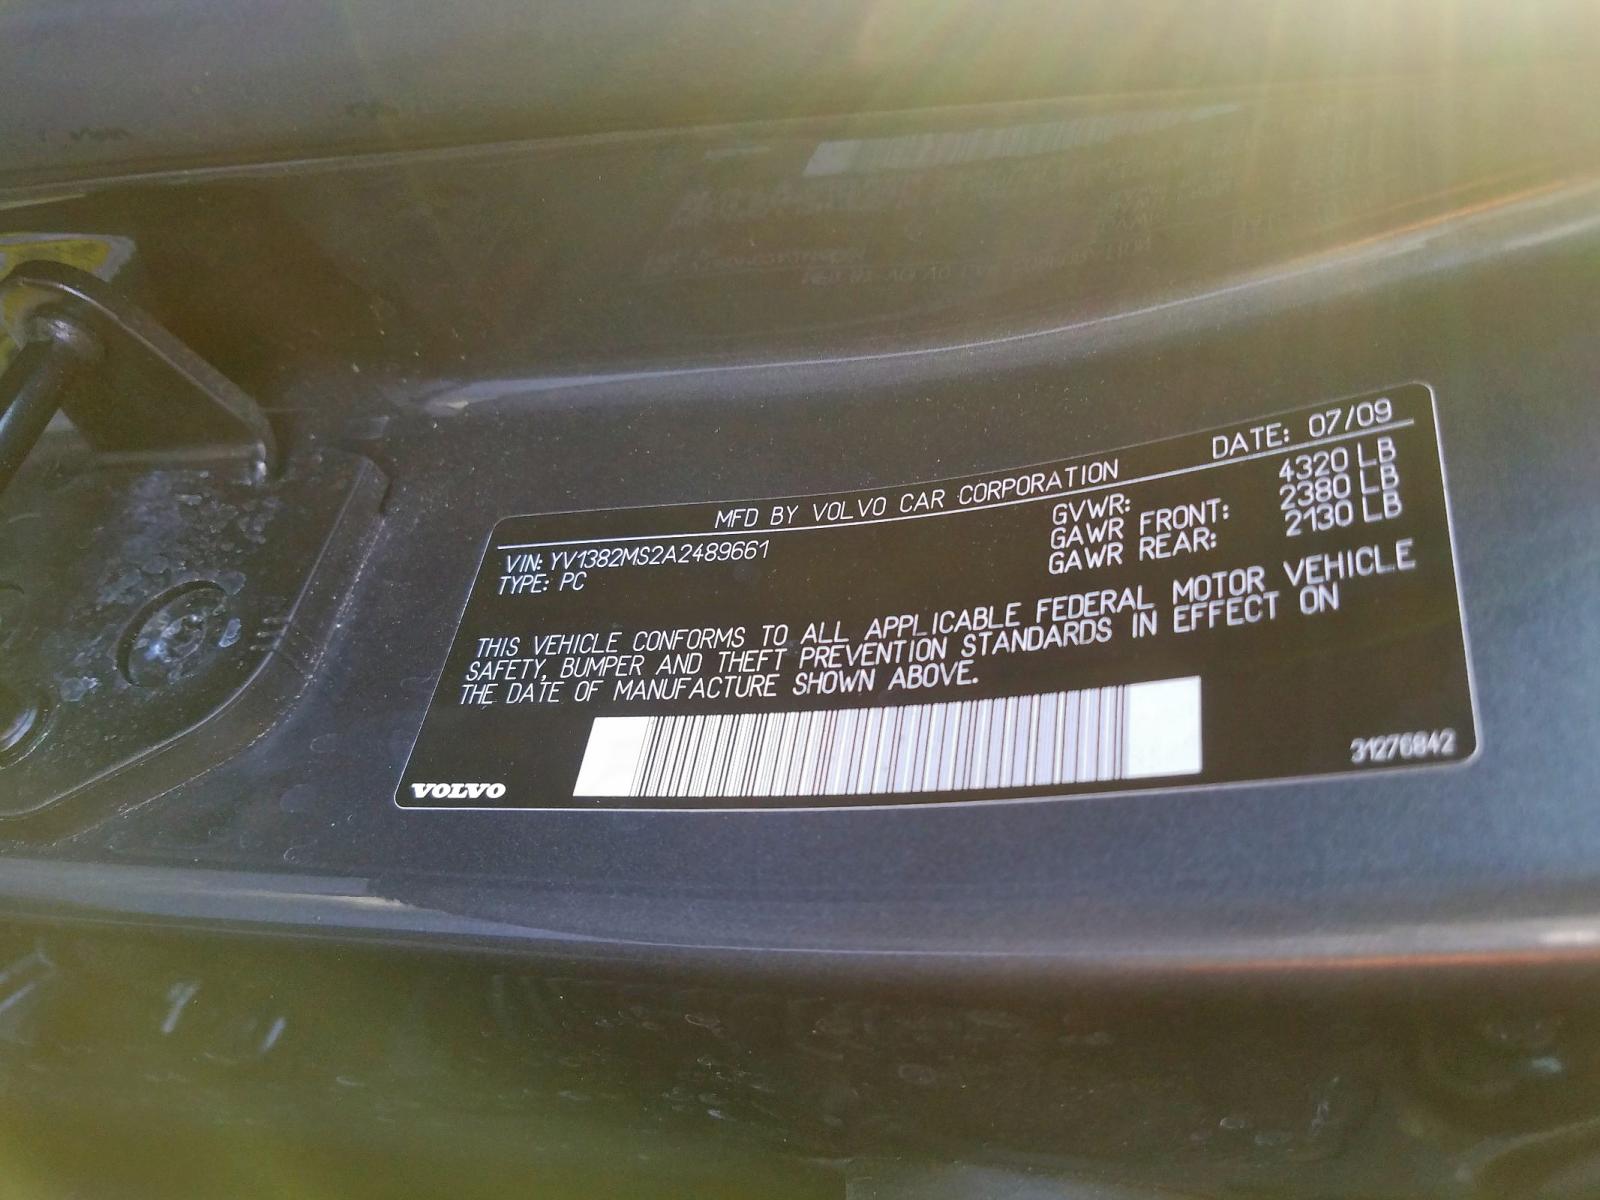 MFD BY VOLVO CAR CORPORATION DATE: 07/09
VIN: YV1382MS2A2489661
TYPE: PC
GVWR: 4320 LB
GAWR FRONT: 2380 LB
GAWR REAR: 2130 LB
THIS VEHICLE CONFORMS TO ALL APPLICABLE FEDERAL MOTOR VEHICLE
SAFETY, BUMPER AND THEFT PREVENTION STANDARDS IN EFFECT ON
THE DATE OF MANUFACTURE SHOWN ABOVE.
VOLVO
31276842